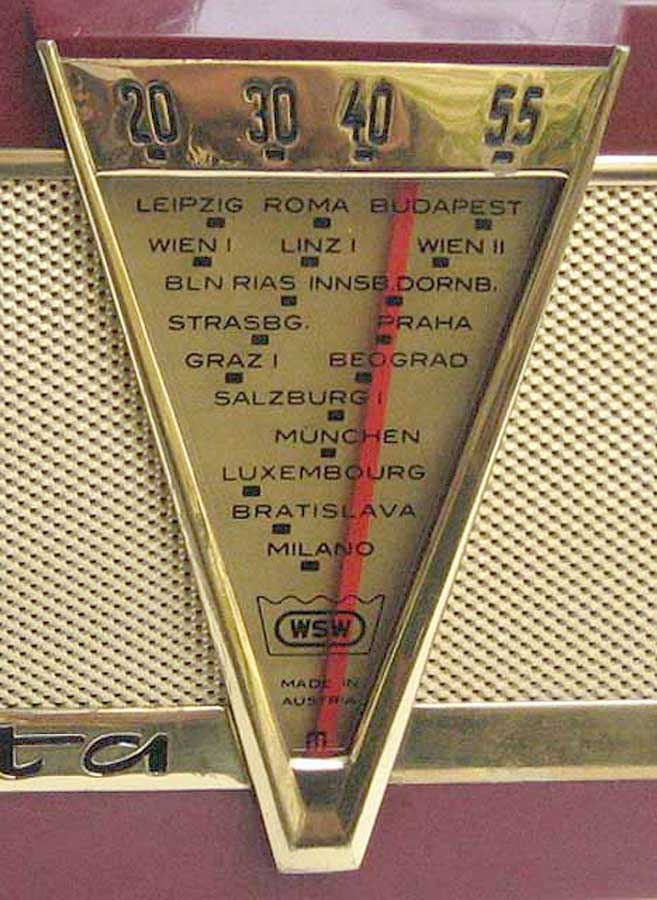 20 30 40 55
LEIPZIG ROMA BUDAPEST
WIEN I LINZ I WIEN II
BLN RIAS INNSB. DORNB.
STRASBG. PRAHA
GRAZ I BEOGRAD
SALZBURG I
MÜNCHEN
LUXEMBOURG
BRATISLAVA
MILANO
WSW
MADE IN
AUSTRIA
ta
m